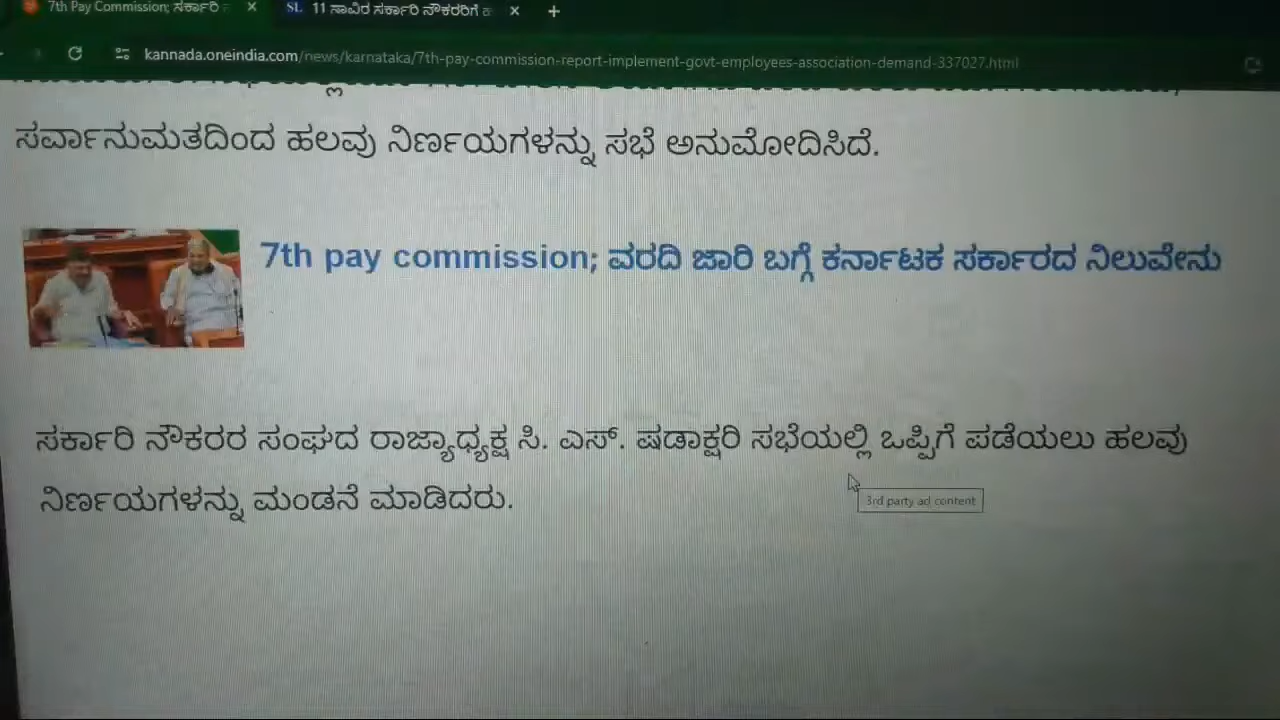 7th Pay Commission; ಸರ್ಕಾರಿ
SL 11 ಸಾವಿರ ಸರ್ಕಾರಿ ನೌಕರರಿಗೆ
kannada.oneindia.com/news/karnataka/7th-pay-commission-report-implement-govt-employees-association-demand-337027.html
ಸರ್ವಾನುಮತದಿಂದ ಹಲವು ನಿರ್ಣಯಗಳನ್ನು ಸಭೆ ಅನುಮೋದಿಸಿದೆ.
7th pay commission; ವರದಿ ಜಾರಿ ಬಗ್ಗೆ ಕರ್ನಾಟಕ ಸರ್ಕಾರದ ನಿಲುವೇನು
ಸರ್ಕಾರಿ ನೌಕರರ ಸಂಘದ ರಾಜ್ಯಾಧ್ಯಕ್ಷ ಸಿ. ಎಸ್. ಷಡಾಕ್ಷರಿ ಸಭೆಯಲ್ಲಿ ಒಪ್ಪಿಗೆ ಪಡೆಯಲು ಹಲವು
ನಿರ್ಣಯಗಳನ್ನು ಮಂಡನೆ ಮಾಡಿದರು.
3rd party ad content